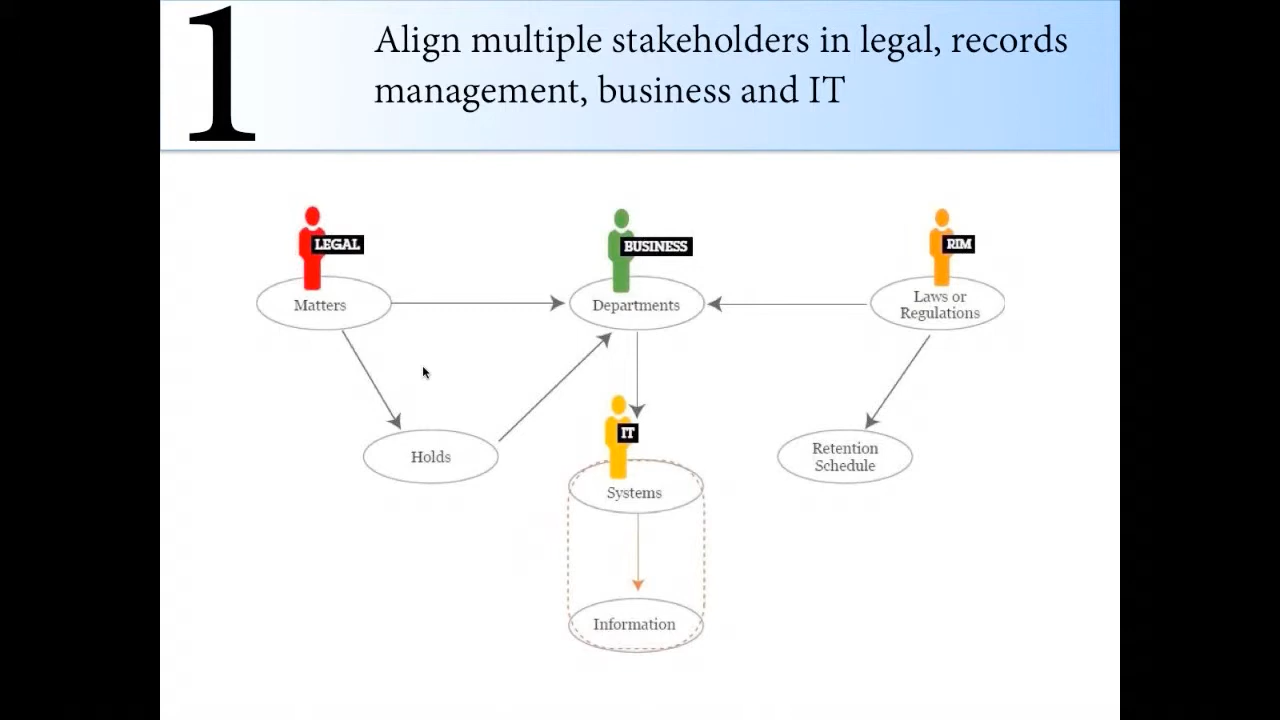 1
Align multiple stakeholders in legal, records
management, business and IT
LEGAL
BUSINESS
RIM
Matters
Departments
Laws or
Regulations
IT
Holds
Retention
Schedule
Systems
Information